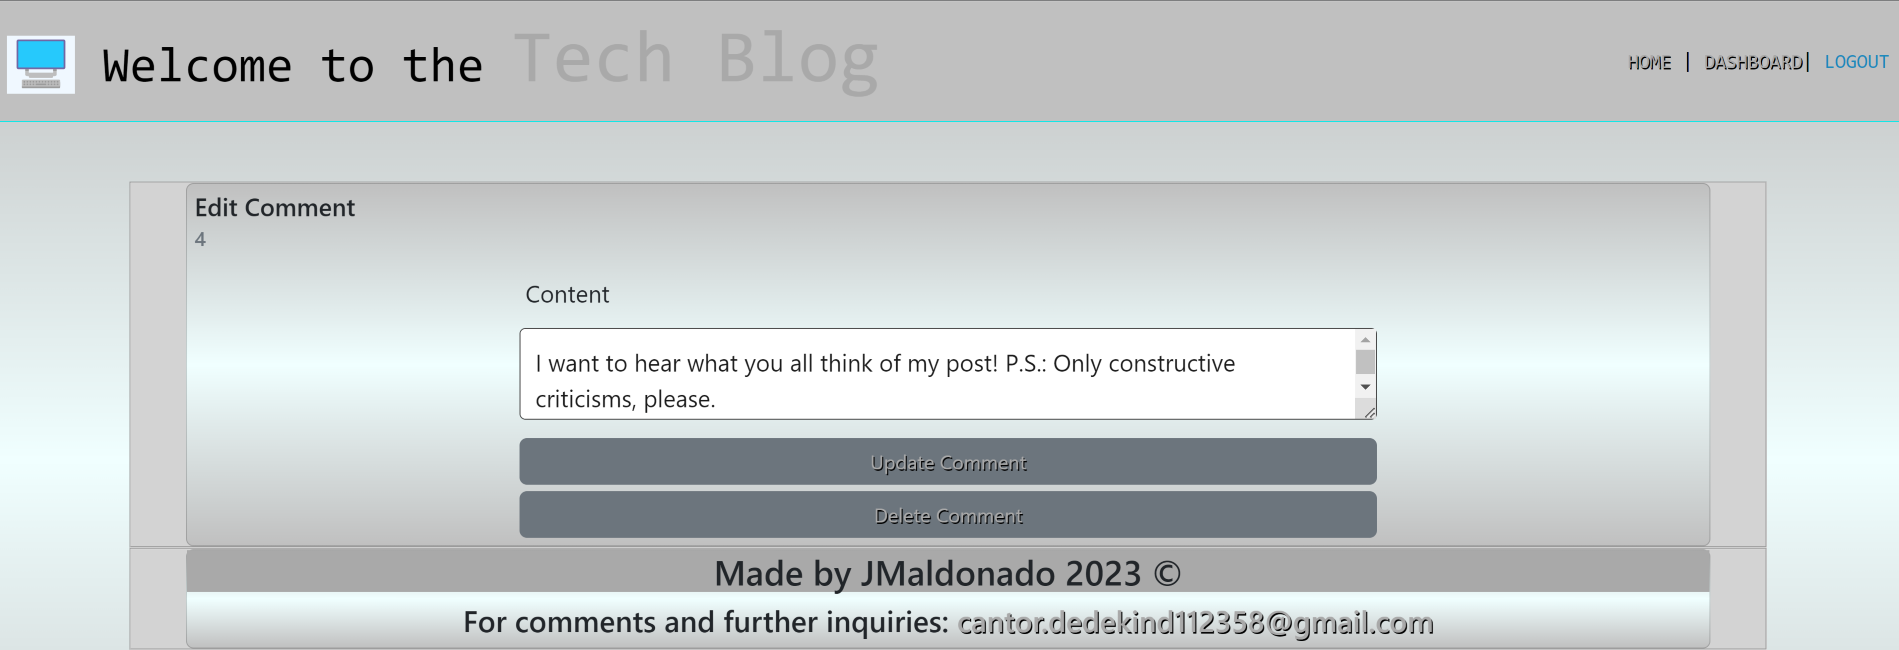 Welcome to the Tech Blog
HOME | DASHBOARD| LOGOUT
Edit Comment
4
Content
I want to hear what you all think of my post! P.S.: Only constructive
criticisms, please.
Update Comment
Delete Comment
Made by JMaldonado 2023 ©
For comments and further inquiries: cantor.dedekind112358@gmail.com